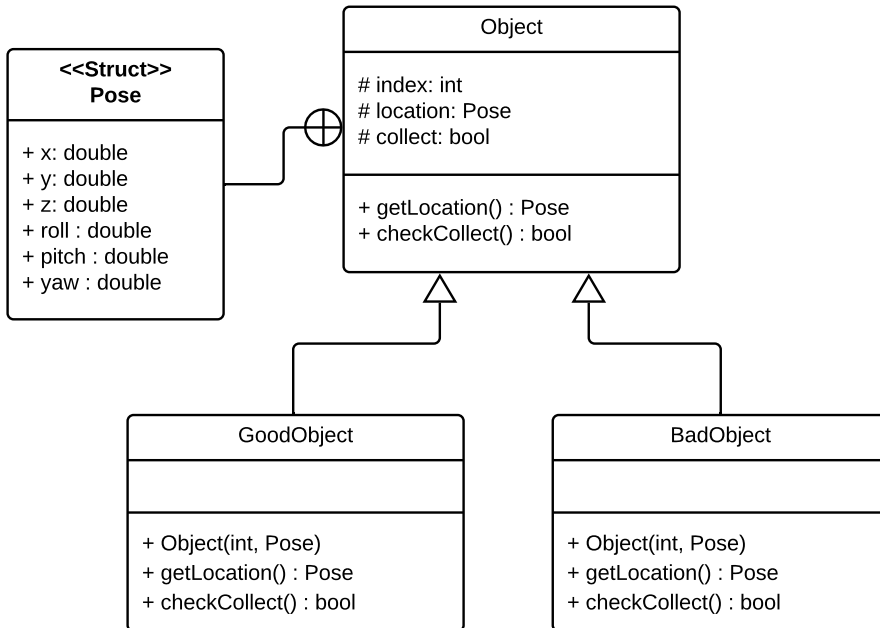 <<Struct>>
Pose
+ x: double
+ y: double
+ z: double
+ roll : double
+ pitch : double
+ yaw : double
Object
# index: int
# location: Pose
# collect: bool
+ getLocation() : Pose
+ checkCollect() : bool
GoodObject
+ Object(int, Pose)
+ getLocation() : Pose
+ checkCollect() : bool
BadObject
+ Object(int, Pose)
+ getLocation() : Pose
+ checkCollect() : bool